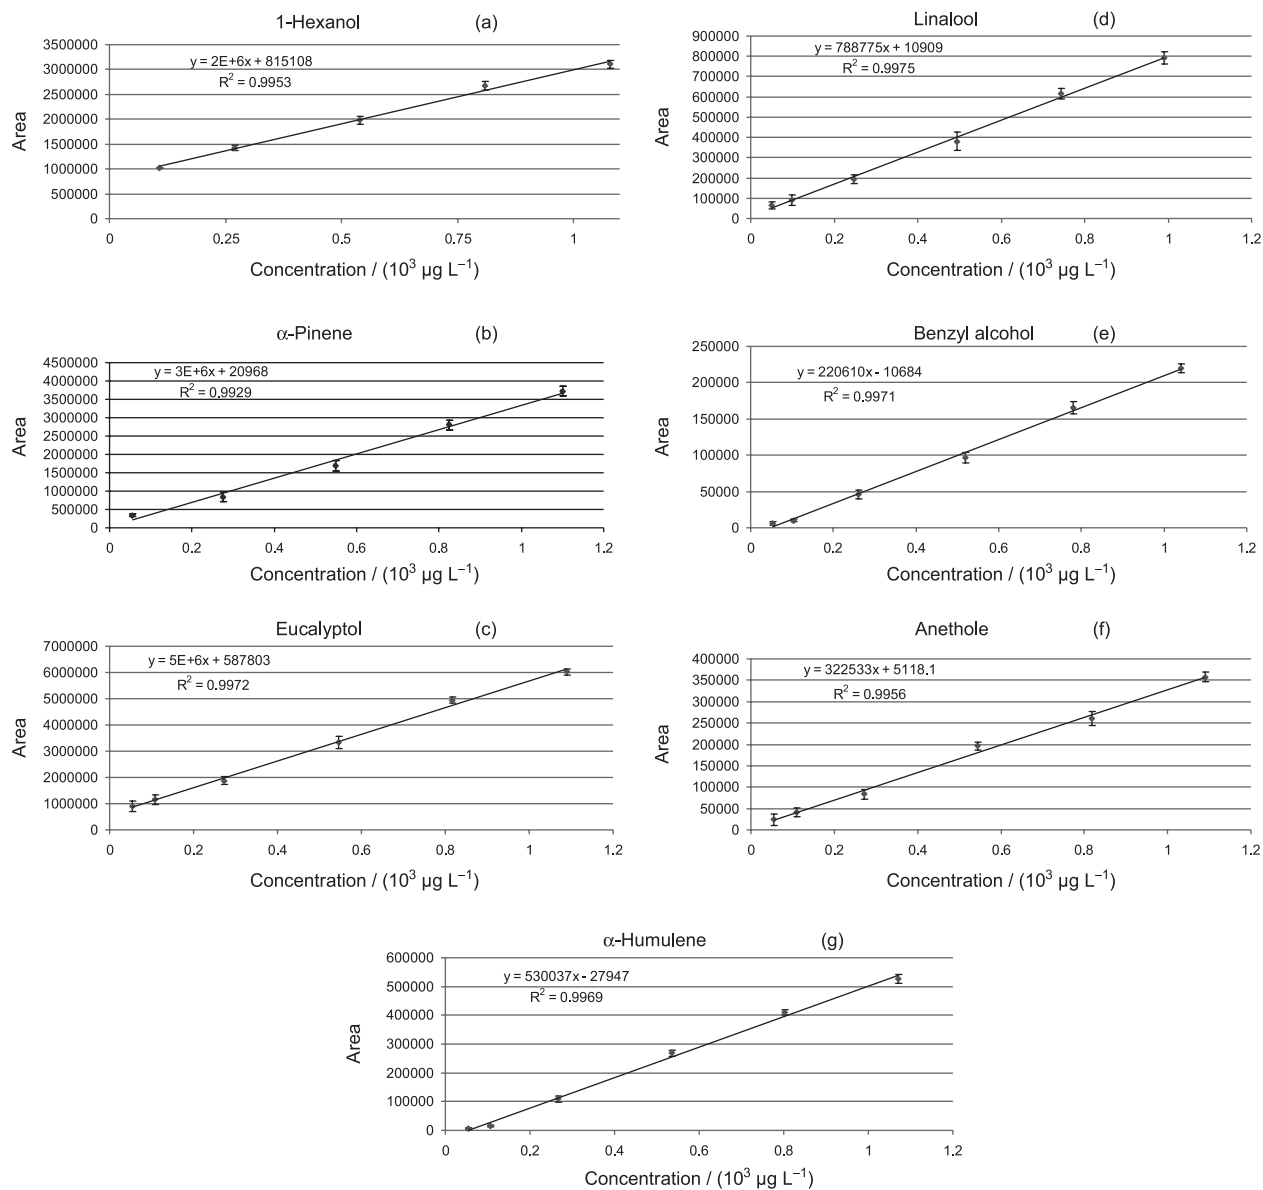 1-Hexanol (a)
y = 2E+6x + 815108
R² = 0.9953
Area
3500000
3000000
2500000
2000000
1500000
1000000
500000
0
0 0.25 0.5 0.75 1
Concentration / (10³ µg L⁻¹)
Linalool (d)
y = 788775x + 10909
R² = 0.9975
Area
900000
800000
700000
600000
500000
400000
300000
200000
100000
0
0 0.2 0.4 0.6 0.8 1 1.2
Concentration / (10³ µg L⁻¹)
α-Pinene (b)
y = 3E+6x + 20968
R² = 0.9929
Area
4500000
4000000
3500000
3000000
2500000
2000000
1500000
1000000
500000
0
0 0.2 0.4 0.6 0.8 1 1.2
Concentration / (10³ µg L⁻¹)
Benzyl alcohol (e)
y = 220610x - 10684
R² = 0.9971
Area
250000
200000
150000
100000
50000
0
0 0.2 0.4 0.6 0.8 1 1.2
Concentration / (10³ µg L⁻¹)
Eucalyptol (c)
y = 5E+6x + 587803
R² = 0.9972
Area
7000000
6000000
5000000
4000000
3000000
2000000
1000000
0
0 0.2 0.4 0.6 0.8 1 1.2
Concentration / (10³ µg L⁻¹)
Anethole (f)
y = 322533x + 5118.1
R² = 0.9956
Area
400000
350000
300000
250000
200000
150000
100000
50000
0
0 0.2 0.4 0.6 0.8 1 1.2
Concentration / (10³ µg L⁻¹)
α-Humulene (g)
y = 530037x - 27947
R² = 0.9969
Area
600000
500000
400000
300000
200000
100000
0
0 0.2 0.4 0.6 0.8 1 1.2
Concentration / (10³ µg L⁻¹)